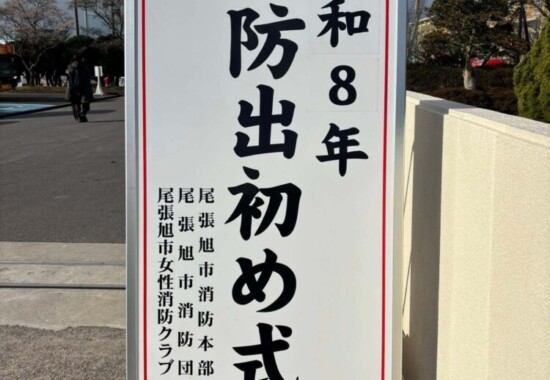 和8年
防出初め式
尾張旭市消防本部
尾張旭市消防団
尾張旭市女性消防クラブ